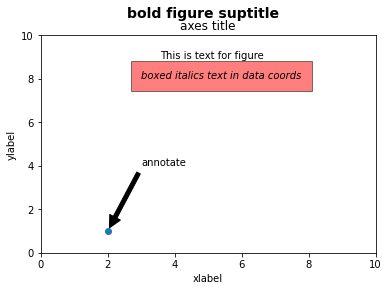 bold figure suptitle
axes title
This is text for figure
boxed italics text in data coords
annotate
ylabel
10
8
6
4
2
0
0 2 4 6 8 10
xlabel